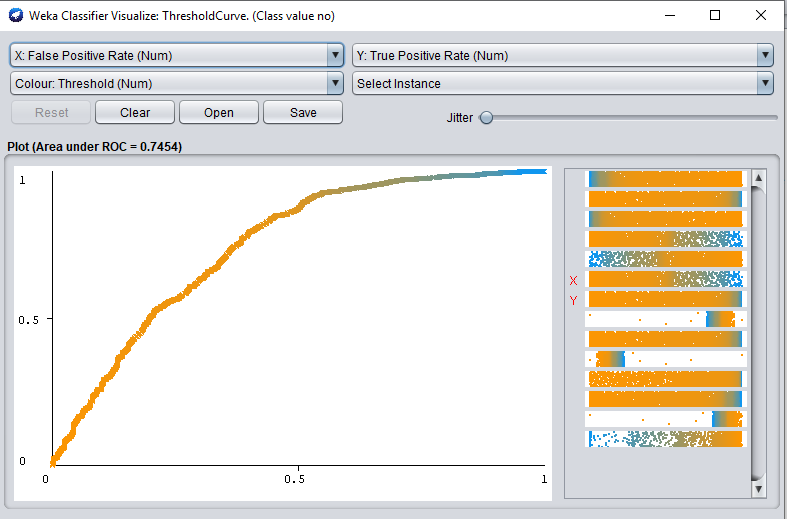 Weka Classifier Visualize: ThresholdCurve. (Class value no)
X: False Positive Rate (Num)
Y: True Positive Rate (Num)
Colour: Threshold (Num)
Select Instance
Reset
Clear
Open
Save
Jitter
Plot (Area under ROC = 0.7454)
1
0.5
0
0
0.5
1
X
Y